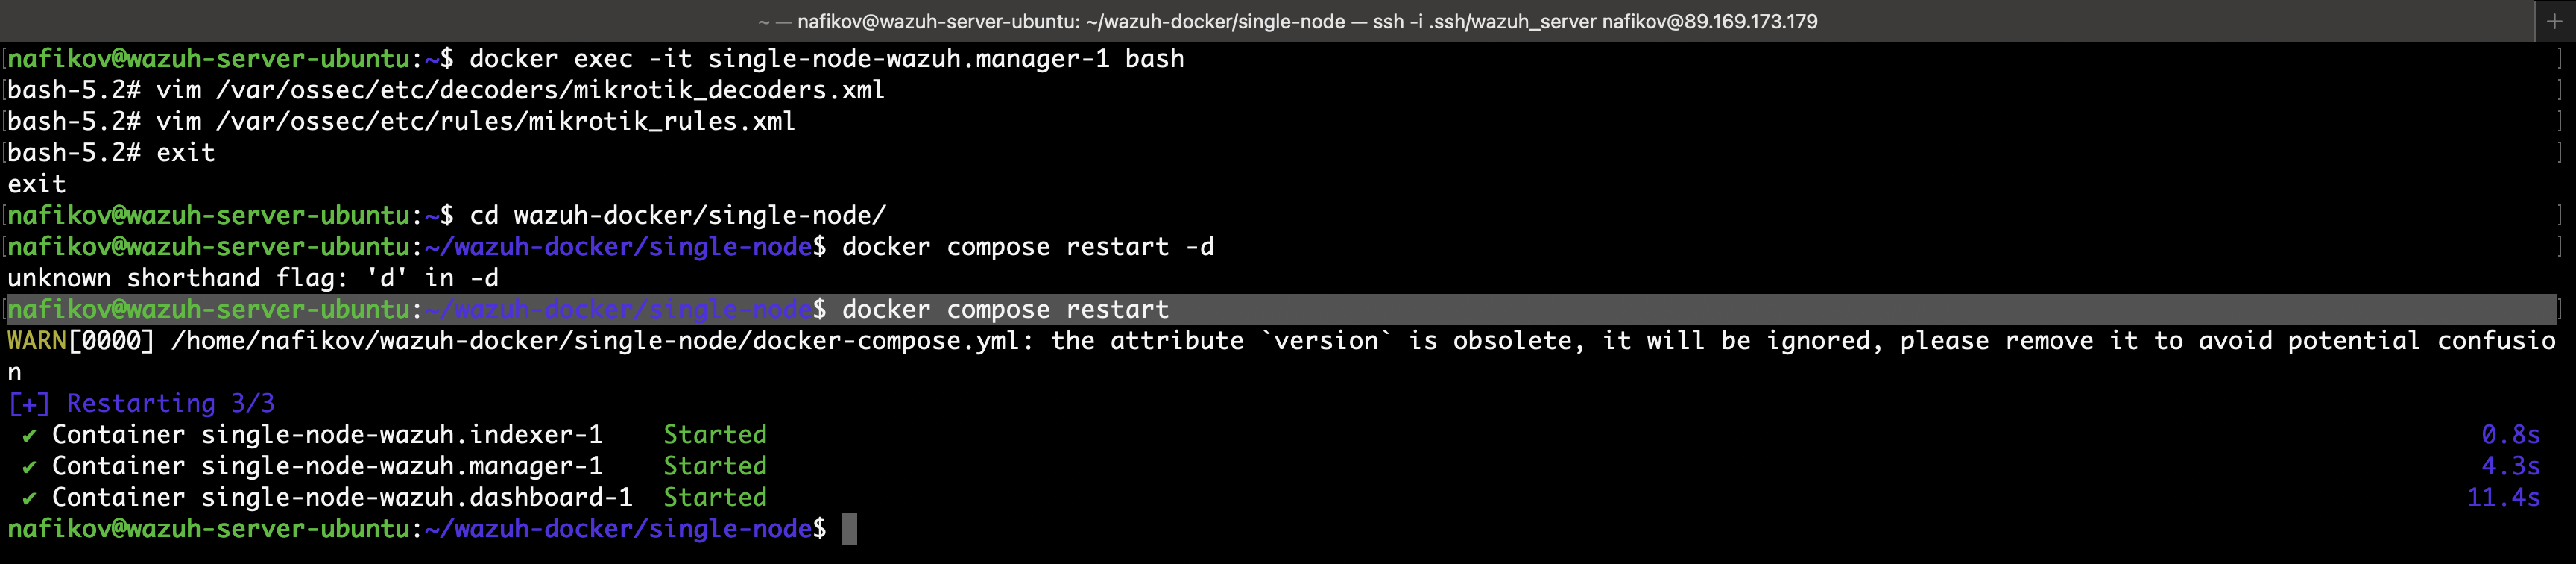 ~ — nafikov@wazuh-server-ubuntu: ~/wazuh-docker/single-node — ssh -i .ssh/wazuh_server nafikov@89.169.173.179
nafikov@wazuh-server-ubuntu:~$ docker exec -it single-node-wazuh.manager-1 bash
bash-5.2# vim /var/ossec/etc/decoders/mikrotik_decoders.xml
bash-5.2# vim /var/ossec/etc/rules/mikrotik_rules.xml
bash-5.2# exit
exit
nafikov@wazuh-server-ubuntu:~$ cd wazuh-docker/single-node/
nafikov@wazuh-server-ubuntu:~/wazuh-docker/single-node$ docker compose restart -d
unknown shorthand flag: 'd' in -d
nafikov@wazuh-server-ubuntu:~/wazuh-docker/single-node$ docker compose restart
WARN[0000] /home/nafikov/wazuh-docker/single-node/docker-compose.yml: the attribute `version` is obsolete, it will be ignored, please remove it to avoid potential confusio
n
[+] Restarting 3/3
✔ Container single-node-wazuh.indexer-1    Started    0.8s
✔ Container single-node-wazuh.manager-1    Started    4.3s
✔ Container single-node-wazuh.dashboard-1  Started    11.4s
nafikov@wazuh-server-ubuntu:~/wazuh-docker/single-node$